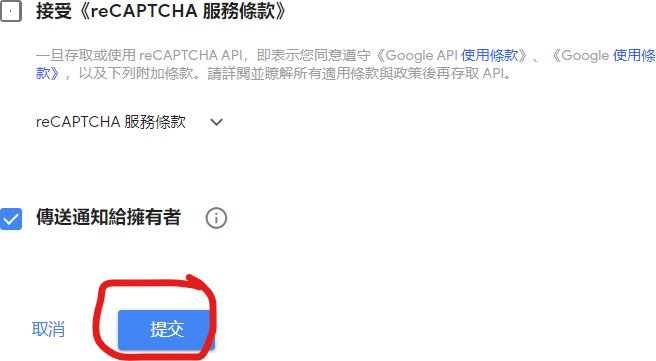 接受《reCAPTCHA 服務條款》
一旦存取或使用 reCAPTCHA API，即表示您同意遵守《Google API 使用條款》、《Google 使用條
款》，以及下列附加條款。請詳閱並瞭解所有適用條款與政策後再存取 API。
reCAPTCHA 服務條款
傳送通知給擁有者
取消 提交